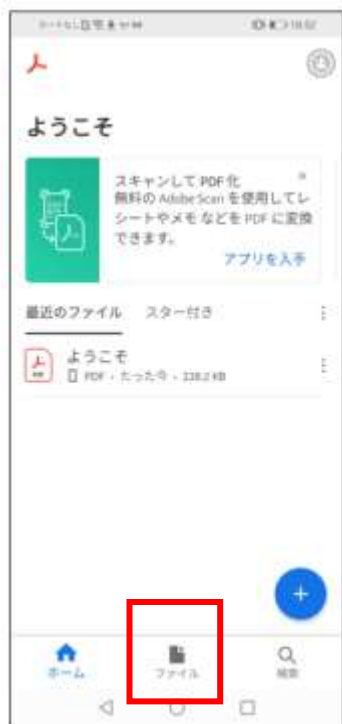 ようこそ
スキャンして PDF 化
無料の Adobe Scan を使用してレ
シートやメモ などを PDF に変換
できます。
アプリを入手
最近のファイル スター付き
ようこそ
PDF・たった今・
ホーム
ファイル
検索